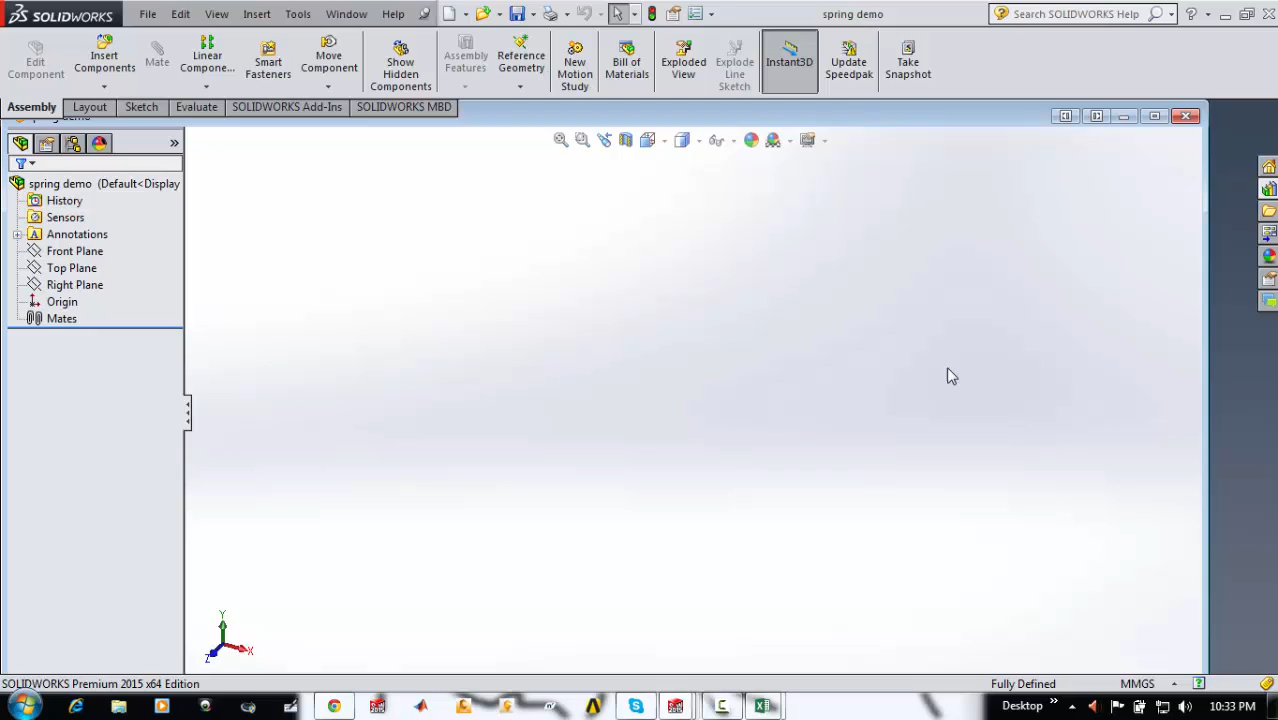 SOLIDWORKS
File Edit View Insert Tools Window Help
spring demo
Search SOLIDWORKS Help
Edit Component
Insert Components
Mate
Linear Compone...
Smart Fasteners
Move Component
Show Hidden Components
Assembly Features
Reference Geometry
New Motion Study
Bill of Materials
Exploded View
Explode Line Sketch
Instant3D
Update Speedpak
Take Snapshot
Assembly Layout Sketch Evaluate SOLIDWORKS Add-Ins SOLIDWORKS MBD
spring demo (Default<Display
History
Sensors
Annotations
Front Plane
Top Plane
Right Plane
Origin
Mates
Y
X
Z
SOLIDWORKS Premium 2015 x64 Edition
Fully Defined
MMGS
Desktop
10:33 PM